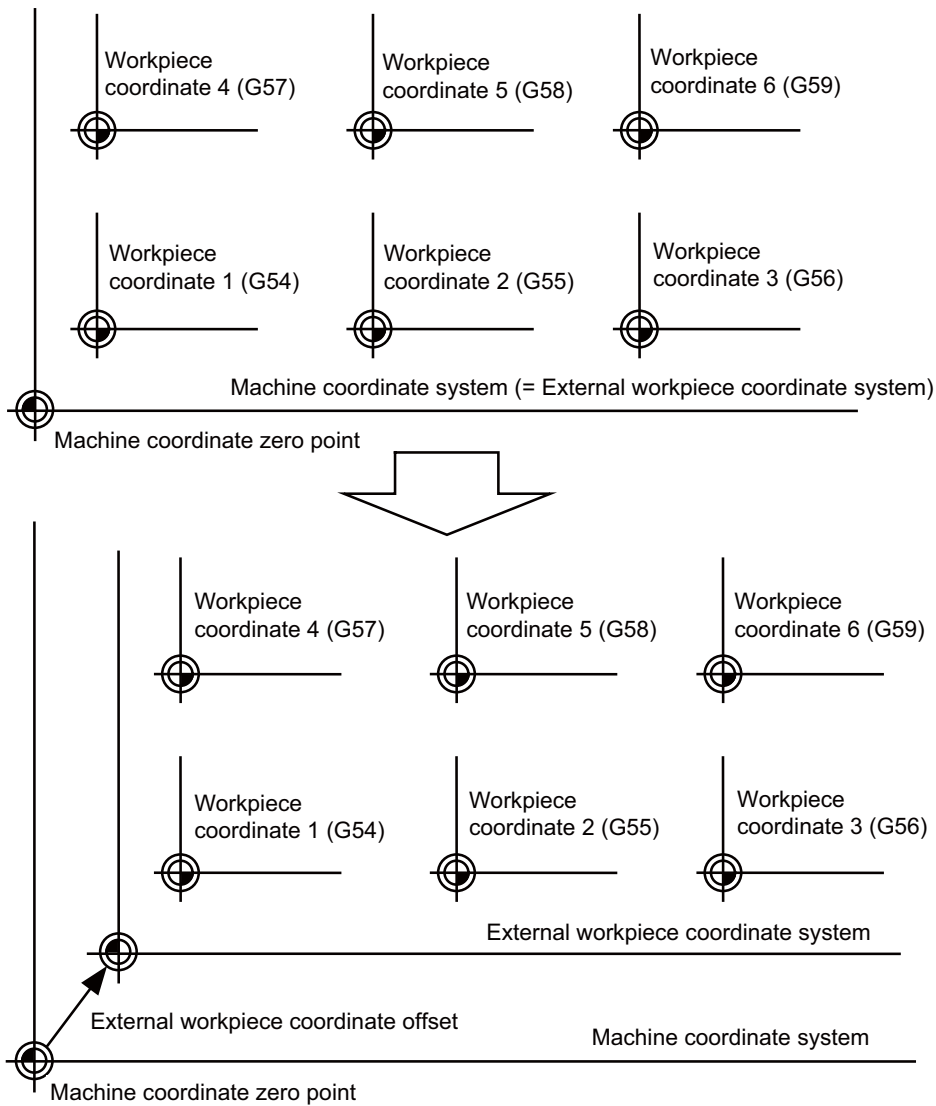 Workpiece
coordinate 4 (G57)
Workpiece
coordinate 5 (G58)
Workpiece
coordinate 6 (G59)
Workpiece
coordinate 1 (G54)
Workpiece
coordinate 2 (G55)
Workpiece
coordinate 3 (G56)
Machine coordinate system (= External workpiece coordinate system)
Machine coordinate zero point
Workpiece
coordinate 4 (G57)
Workpiece
coordinate 5 (G58)
Workpiece
coordinate 6 (G59)
Workpiece
coordinate 1 (G54)
Workpiece
coordinate 2 (G55)
Workpiece
coordinate 3 (G56)
External workpiece coordinate system
External workpiece coordinate offset
Machine coordinate system
Machine coordinate zero point